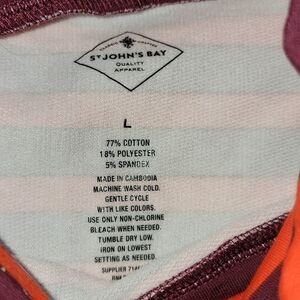 ST JOHN'S BAY
QUALITY
APPAREL
L
77% COTTON
18% POLYESTER
5% SPANDEX
MADE IN CAMBODIA
MACHINE WASH COLD.
GENTLE CYCLE
WITH LIKE COLORS.
USE ONLY NON-CHLORINE
BLEACH WHEN NEEDED.
TUMBLE DRY LOW.
IRON ON LOWEST
SETTING AS NEEDED.
SUPPLIER